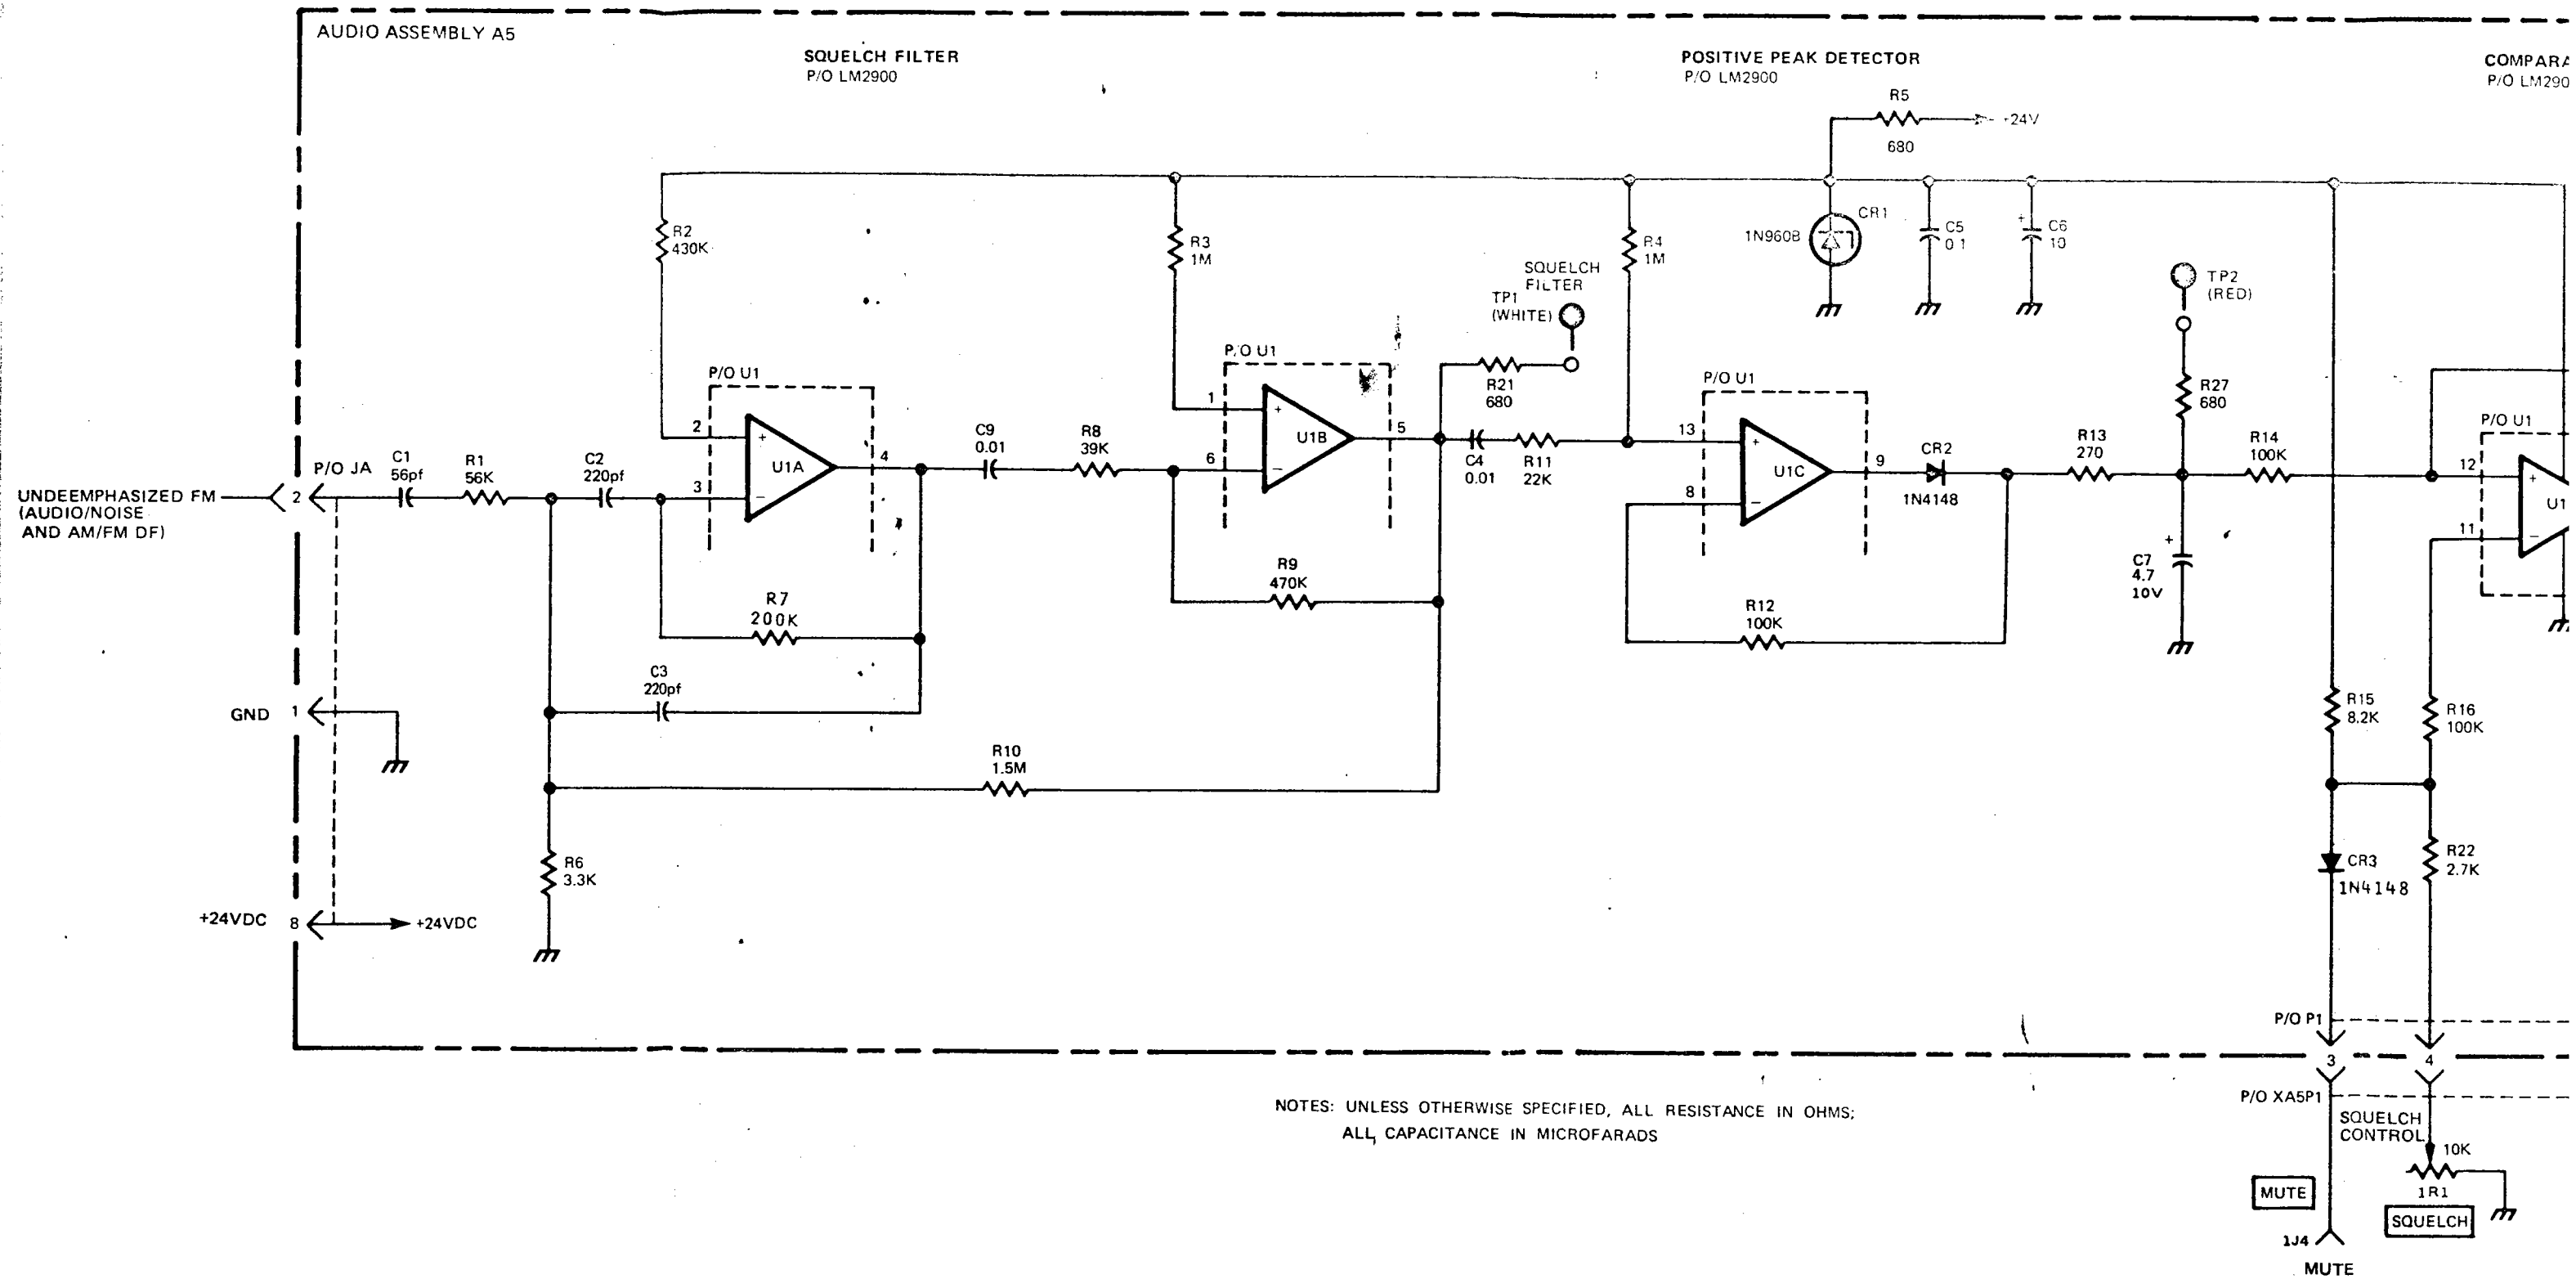 AUDIO ASSEMBLY A5
SQUELCH FILTER
P/O LM2900
POSITIVE PEAK DETECTOR
P/O LM2900
COMPARA
P/O LM290
R5
680
+24V
R2
430K
R3
1M
R4
1M
1N960B
CR1
C5
0.1
+
C6
10
SQUELCH
FILTER
TP1
(WHITE)
TP2
(RED)
R21
680
R27
680
P/O U1
2
+
3
−
U1A
4
P/O U1
1
+
6
−
U1B
5
P/O U1
13
+
8
−
U1C
9
P/O U1
12
+
11
−
U1
UNDEEMPHASIZED FM
(AUDIO/NOISE
AND AM/FM DF)
2
P/O JA
C1
56pf
R1
56K
C2
220pf
C9
0.01
R8
39K
C4
0.01
R11
22K
CR2
1N4148
R13
270
R14
100K
R7
200K
R9
470K
R12
100K
+
C7
4.7
10V
C3
220pf
GND
1
R10
1.5M
R15
8.2K
R16
100K
R6
3.3K
CR3
1N4148
R22
2.7K
+24VDC
8
+24VDC
P/O P1
3
4
P/O XA5P1
SQUELCH
CONTROL
10K
1R1
MUTE
SQUELCH
1J4
MUTE
NOTES: UNLESS OTHERWISE SPECIFIED, ALL RESISTANCE IN OHMS;
ALL CAPACITANCE IN MICROFARADS